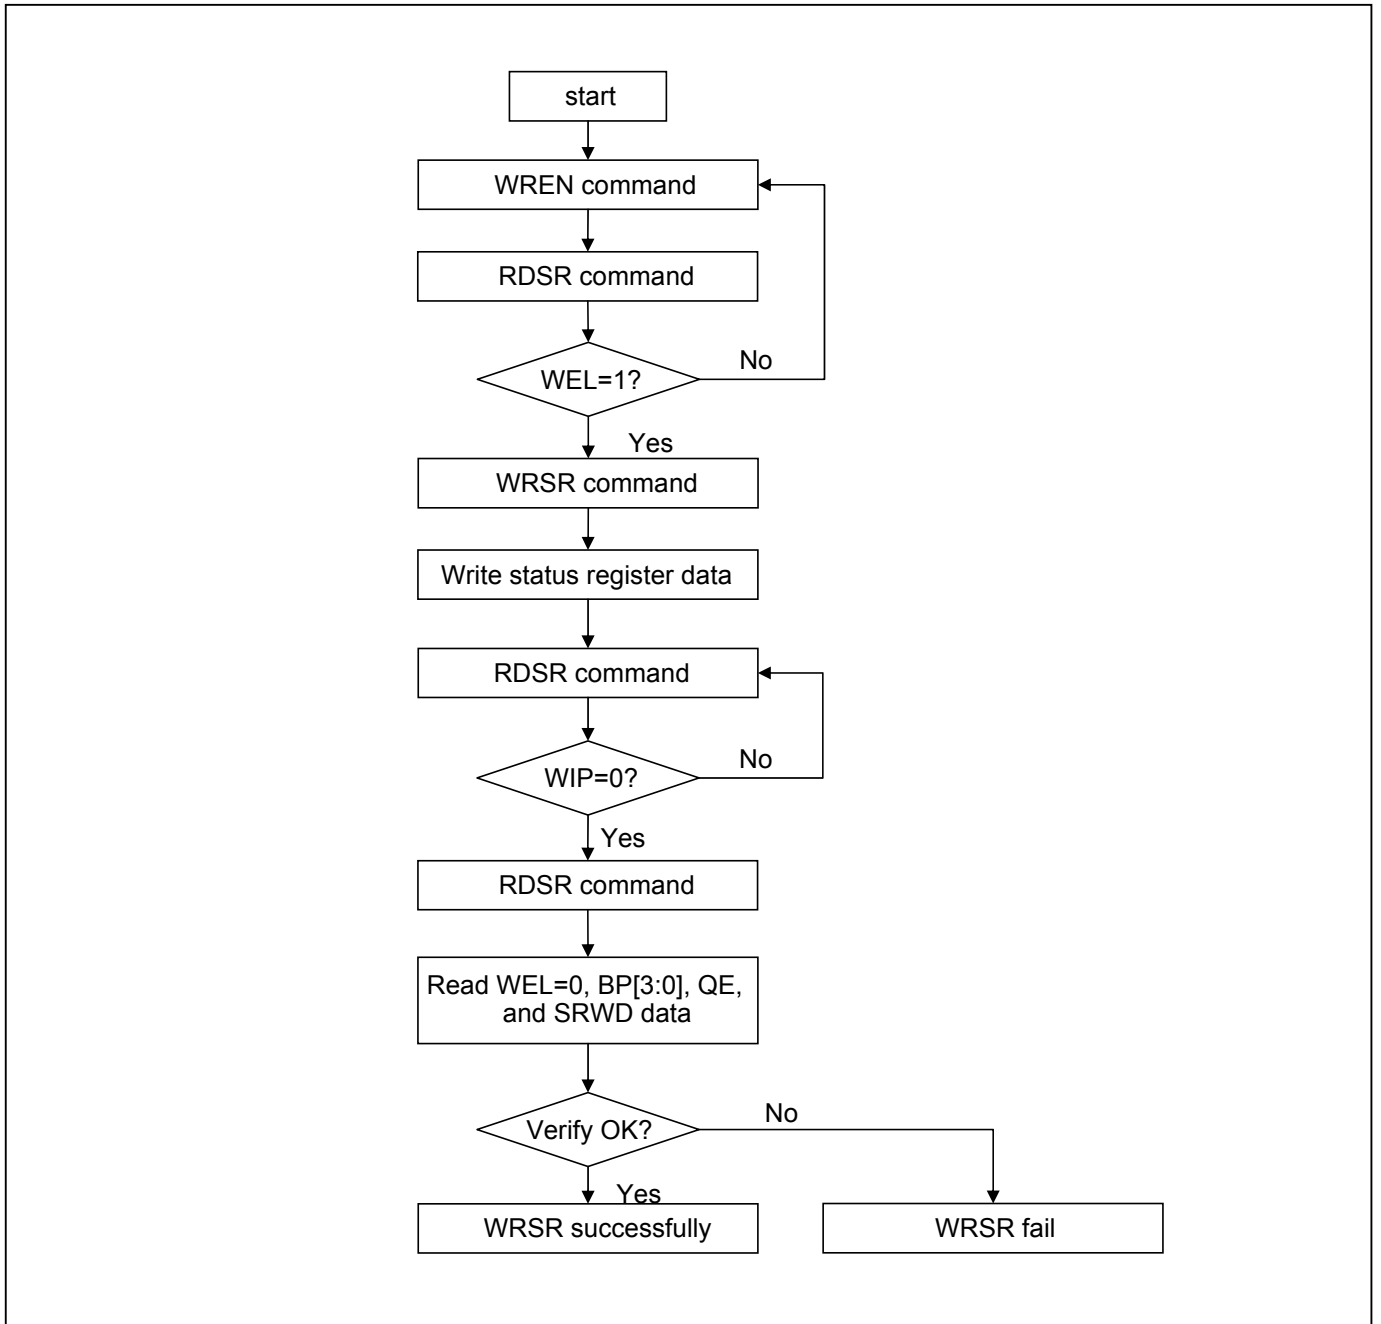 start
WREN command
RDSR command
WEL=1?
No
Yes
WRSR command
Write status register data
RDSR command
WIP=0?
No
Yes
RDSR command
Read WEL=0, BP[3:0], QE,
and SRWD data
Verify OK?
No
Yes
WRSR successfully
WRSR fail